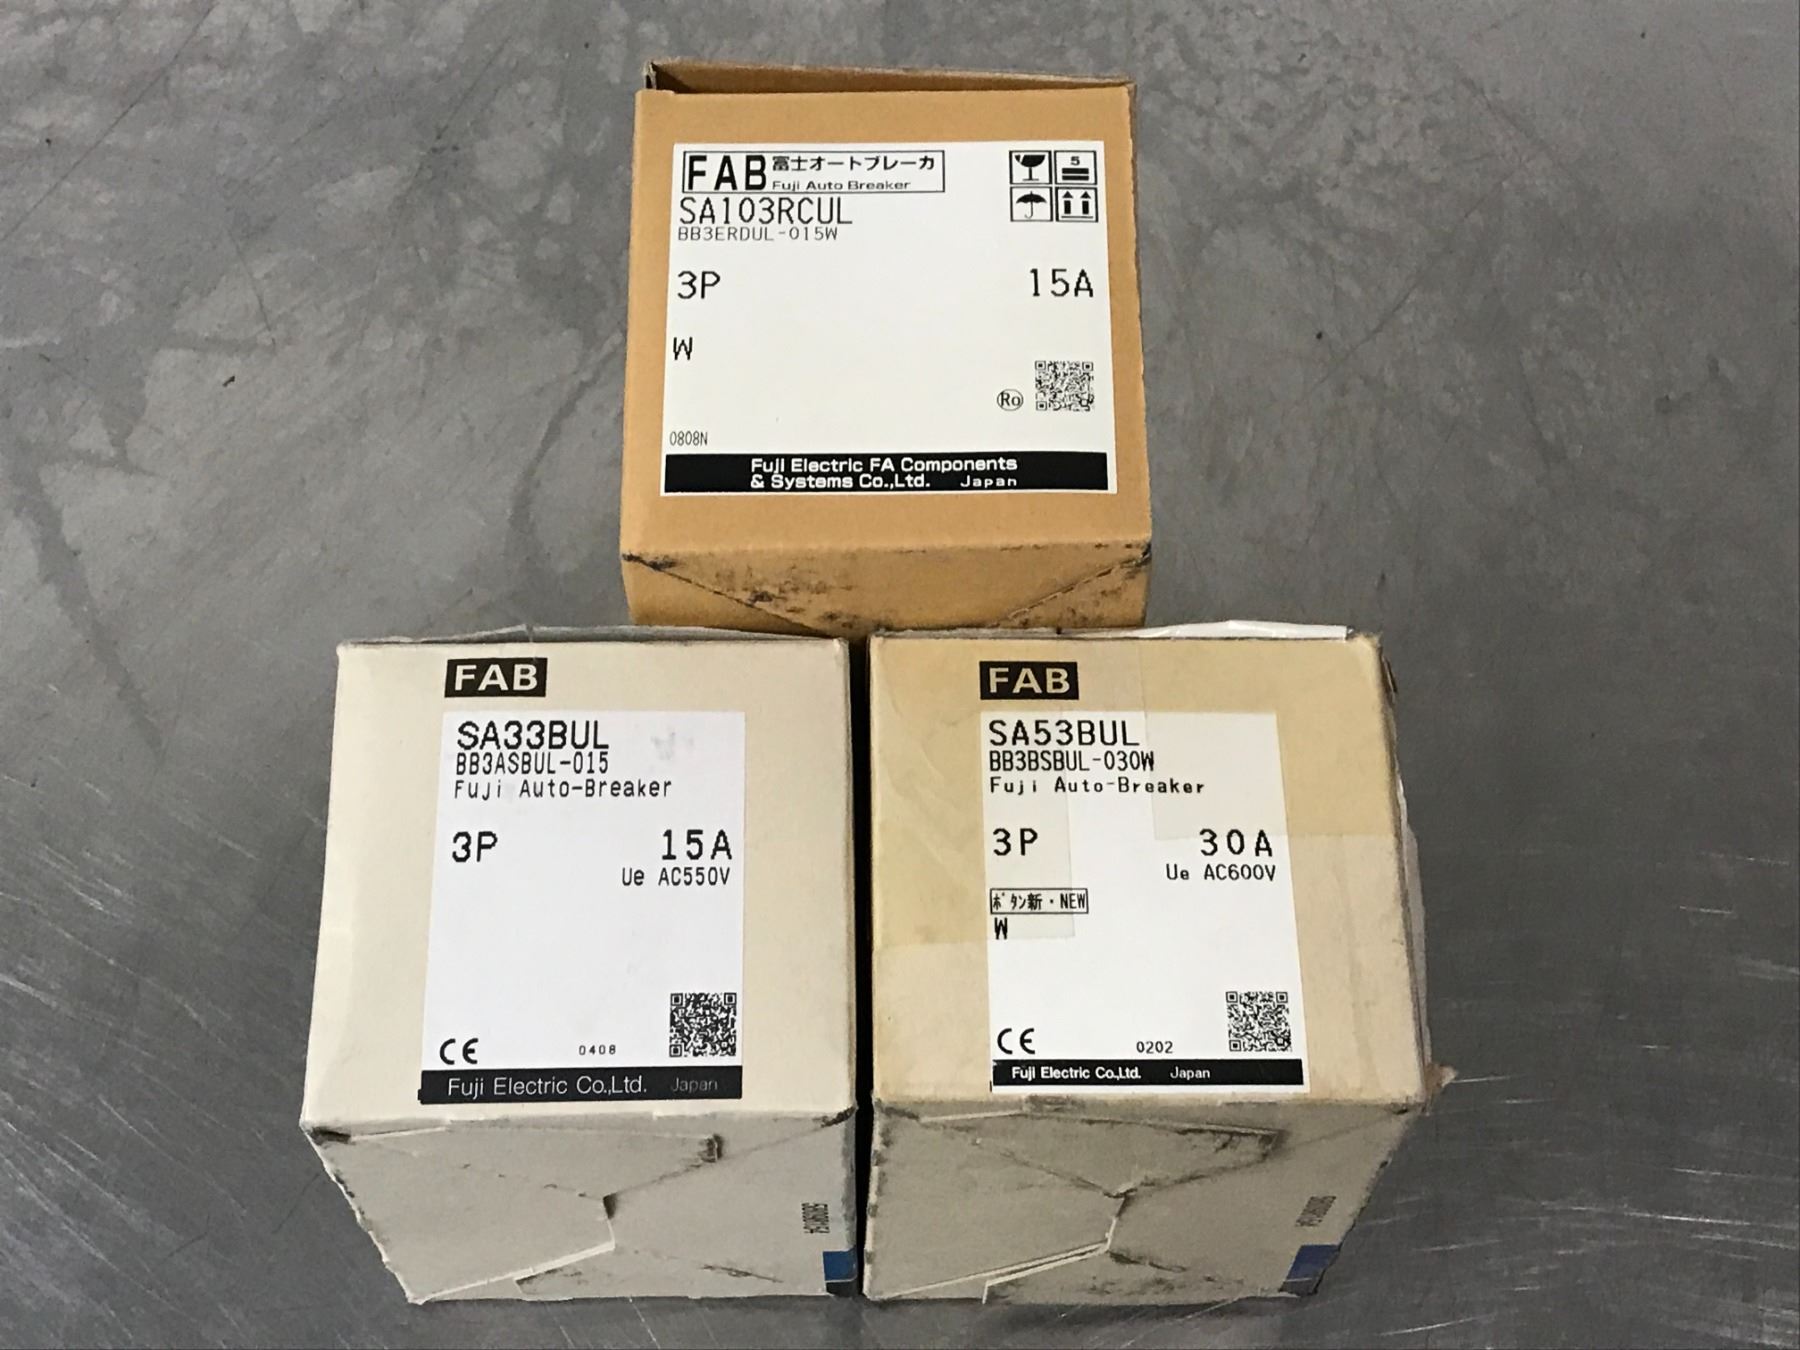 FAB 富士オートブレーカ
Fuji Auto Breaker
5
SA103RCUL
BB3ERDUL-015W
3P 15A
W
Ro
0808N
Fuji Electric FA Components
& Systems Co.,Ltd. Japan
FAB
SA33BUL
BB3ASBUL-015
Fuji Auto-Breaker
3P 15A
Ue AC550V
CE 0408
Fuji Electric Co.,Ltd. Japan
FAB
SA53BUL
BB3BSBUL-030W
Fuji Auto-Breaker
3P 30A
Ue AC600V
ボタン新・NEW
W
CE 0202
Fuji Electric Co.,Ltd. Japan